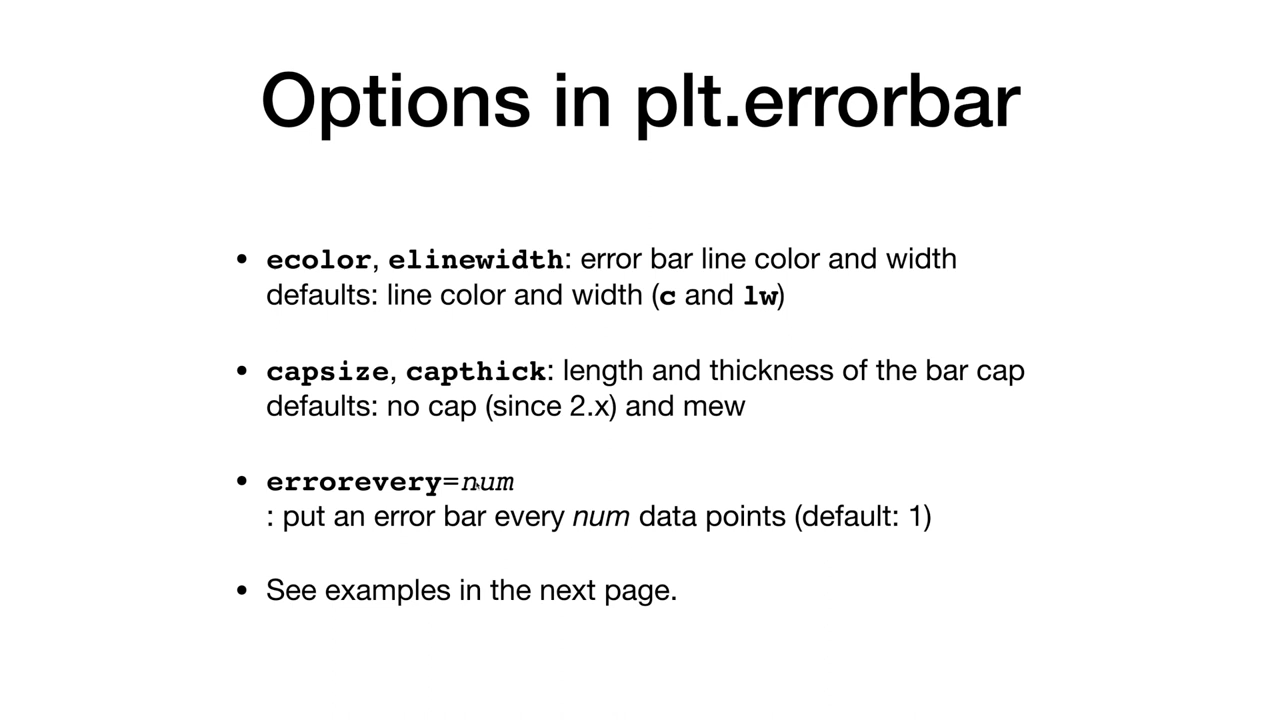 Options in plt.errorbar
• ecolor, elinewidth: error bar line color and width
defaults: line color and width (c and lw)
• capsize, capthick: length and thickness of the bar cap
defaults: no cap (since 2.x) and mew
• errorevery=num
: put an error bar every num data points (default: 1)
• See examples in the next page.